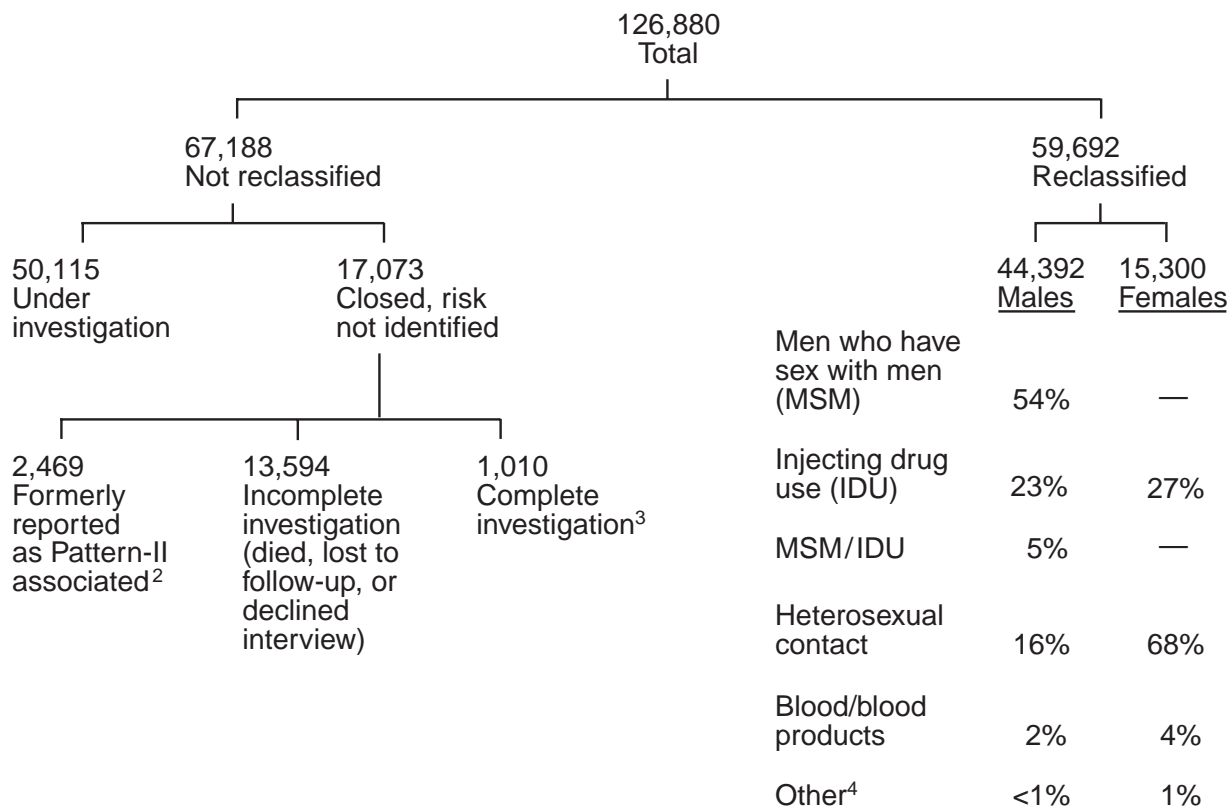 126,880
Total
67,188
Not reclassified
59,692
Reclassified
50,115
Under
investigation
17,073
Closed, risk
not identified
44,392
Males
15,300
Females
2,469
Formerly
reported
as Pattern-II
associated²
13,594
Incomplete
investigation
(died, lost to
follow-up, or
declined
interview)
1,010
Complete
investigation³
Men who have
sex with men
(MSM) 54% —
Injecting drug
use (IDU) 23% 27%
MSM/IDU 5% —
Heterosexual
contact 16% 68%
Blood/blood
products 2% 4%
Other⁴ <1% 1%